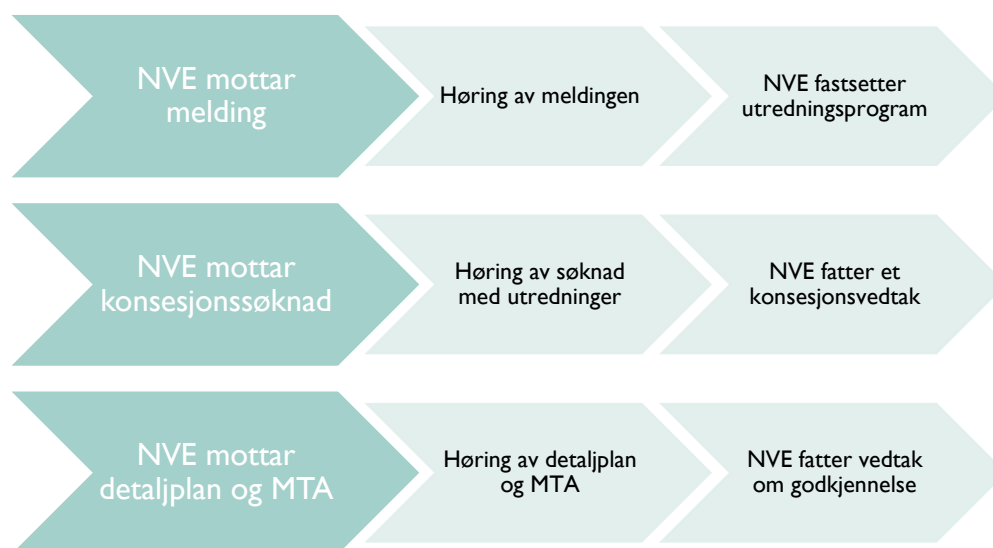 NVE mottar
melding
Høring av meldingen
NVE fastsetter
utredningsprogram
NVE mottar
konsesjonssøknad
Høring av søknad
med utredninger
NVE fatter et
konsesjonsvedtak
NVE mottar
detaljplan og MTA
Høring av detaljplan
og MTA
NVE fatter vedtak
om godkjennelse